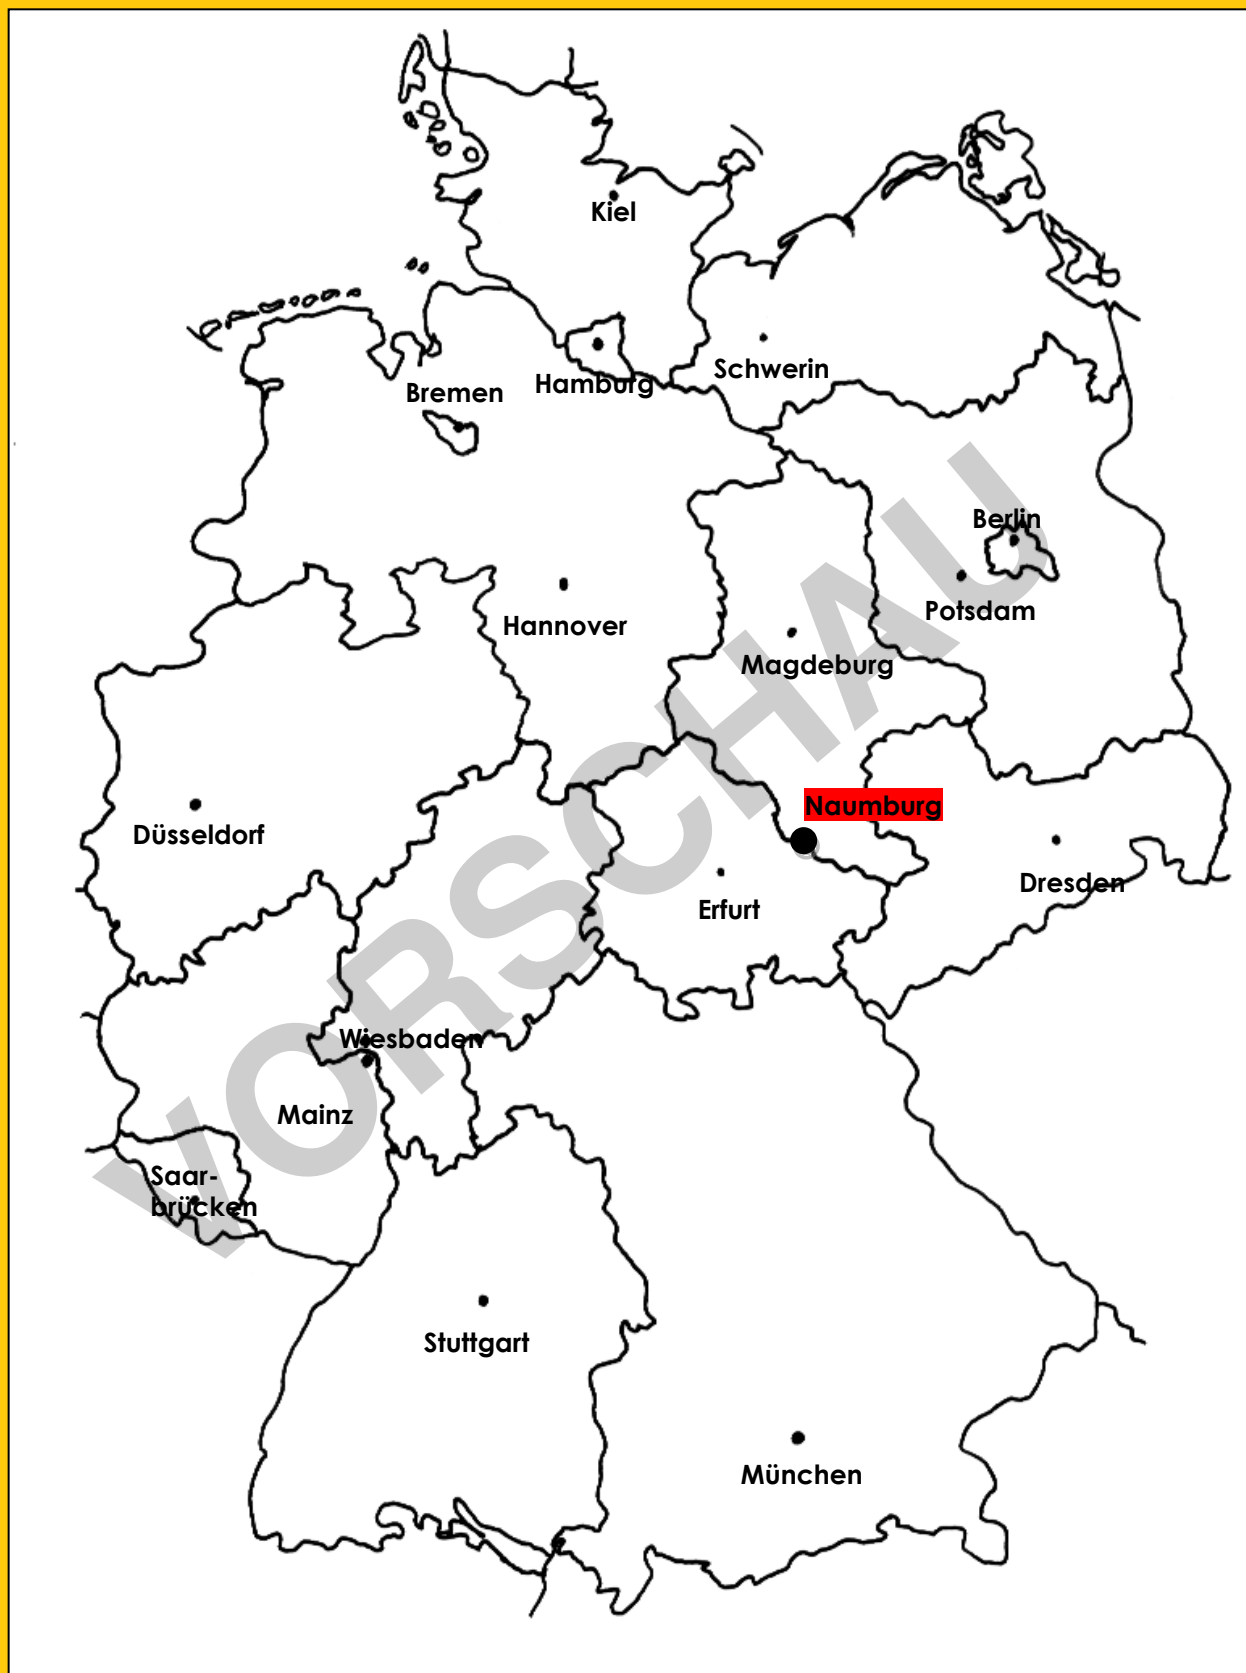 Kiel
Schwerin
Hamburg
Bremen
Berlin
Potsdam
Hannover
Magdeburg
Naumburg
Düsseldorf
Dresden
Erfurt
Wiesbaden
Mainz
Saar-
brücken
Stuttgart
München
VORSCHAU